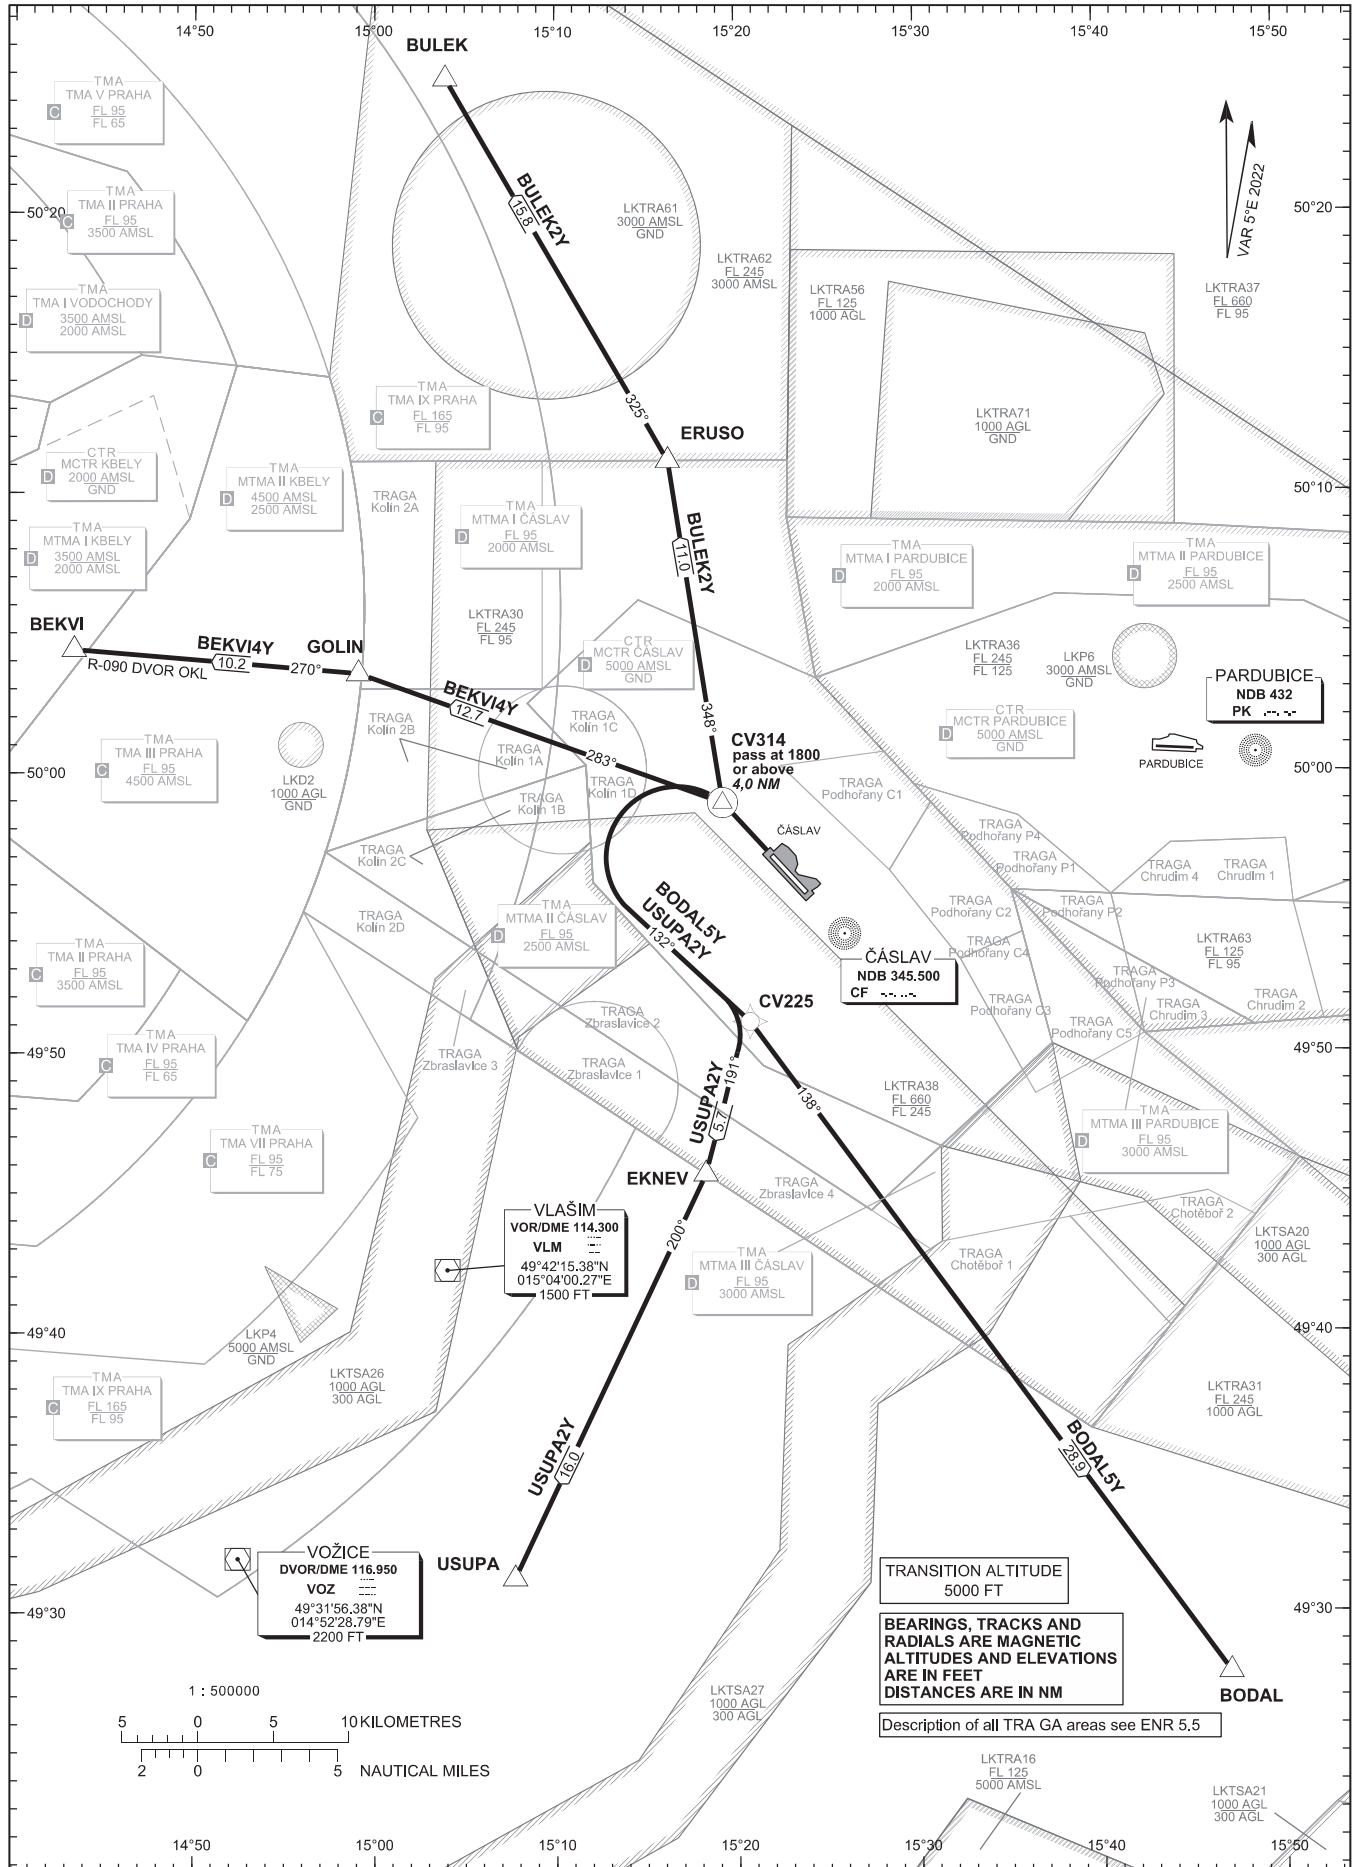 14°50'
15°00'
15°10'
15°20'
15°30'
15°40'
15°50'
BULEK
TMA
TMA V PRAHA
FL 95
FL 65
C
TMA
TMA II PRAHA
FL 95
3500 AMSL
C
50°20'
BULEK2Y
15.8
LKTRA61
3000 AMSL
GND
VAR 5°E 2022
50°20'
LKTRA62
FL 245
3000 AMSL
LKTRA56
FL 125
1000 AGL
LKTRA37
FL 660
FL 95
TMA
TMA I VODOCHODY
3500 AMSL
2000 AMSL
D
TMA
TMA IX PRAHA
FL 165
FL 95
C
325°
ERUSO
LKTRA71
1000 AGL
GND
CTR
MCTR KBELY
2000 AMSL
GND
D
TMA
MTMA II KBELY
4500 AMSL
2500 AMSL
D
TRAGA
Kolín 2A
50°10'
50°10'
TMA
MTMA I ČÁSLAV
FL 95
2000 AMSL
D
BULEK2Y
11.0
TMA
MTMA I KBELY
3500 AMSL
2000 AMSL
D
TMA
MTMA I PARDUBICE
FL 95
2000 AMSL
D
TMA
MTMA II PARDUBICE
FL 95
2500 AMSL
D
LKTRA30
FL 245
FL 95
BEKVI
BEKVI4Y
10.2
R-090 DVOR OKL
270°
GOLIN
CTR
MCTR ČÁSLAV
5000 AMSL
GND
D
LKTRA36
FL 245
FL 125
LKP6
3000 AMSL
GND
PARDUBICE
NDB 432
PK
BEKVI4Y
12.7
348°
TRAGA
Kolín 2B
TRAGA
Kolín 1C
CTR
MCTR PARDUBICE
5000 AMSL
GND
D
PARDUBICE
TMA
TMA III PRAHA
FL 95
4500 AMSL
C
TRAGA
Kolín 1A
283°
CV314
pass at 1800
or above
4,0 NM
50°00'
50°00'
LKD2
1000 AGL
GND
TRAGA
Kolín 1D
TRAGA
Kolín 1B
TRAGA
Podhořany C1
ČÁSLAV
TRAGA
Podhořany P4
TRAGA
Kolín 2C
TRAGA
Podhořany P1
TRAGA
Chrudim 4
TRAGA
Chrudim 1
TRAGA
Kolín 2D
TMA
MTMA II ČÁSLAV
FL 95
2500 AMSL
D
BODAL5Y
USUPA2Y
132°
TRAGA
Podhořany C2
TRAGA
Podhořany P2
TMA
TMA II PRAHA
FL 95
3500 AMSL
C
ČÁSLAV
NDB 345.500
CF
TRAGA
Podhořany C4
LKTRA63
FL 125
FL 95
TRAGA
Podhořany P3
CV225
TRAGA
Podhořany C3
TRAGA
Chrudim 3
TRAGA
Chrudim 2
TRAGA
Zbraslavice 2
TRAGA
Podhořany C5
TMA
TMA IV PRAHA
FL 95
FL 65
C
49°50'
49°50'
TRAGA
Zbraslavice 3
TRAGA
Zbraslavice 1
191°
USUPA2Y
5.7
LKTRA38
FL 660
FL 245
138°
TMA
MTMA III PARDUBICE
FL 95
3000 AMSL
D
TMA
TMA VII PRAHA
FL 95
FL 75
C
EKNEV
TRAGA
Zbraslavice 4
TRAGA
Chotěboř 2
VLAŠIM
VOR/DME 114.300
VLM
49°42'15.38"N
015°04'00.27"E
1500 FT
200°
LKTSA20
1000 AGL
300 AGL
TMA
MTMA III ČÁSLAV
FL 95
3000 AMSL
D
TRAGA
Chotěboř 1
49°40'
49°40'
LKP4
5000 AMSL
GND
LKTSA26
1000 AGL
300 AGL
TMA
TMA IX PRAHA
FL 165
FL 95
C
LKTRA31
FL 245
1000 AGL
USUPA2Y
16.0
BODAL5Y
28.9
USUPA
VOŽICE
DVOR/DME 116.950
VOZ
49°31'56.38"N
014°52'28.79"E
2200 FT
TRANSITION ALTITUDE
5000 FT
49°30'
49°30'
BEARINGS, TRACKS AND
RADIALS ARE MAGNETIC
ALTITUDES AND ELEVATIONS
ARE IN FEET
DISTANCES ARE IN NM
BODAL
1 : 500000
LKTSA27
1000 AGL
300 AGL
5 0 5 10 KILOMETRES
Description of all TRA GA areas see ENR 5.5
2 0 5 NAUTICAL MILES
LKTRA16
FL 125
5000 AMSL
LKTSA21
1000 AGL
300 AGL
14°50'
15°00'
15°10'
15°20'
15°30'
15°40'
15°50'